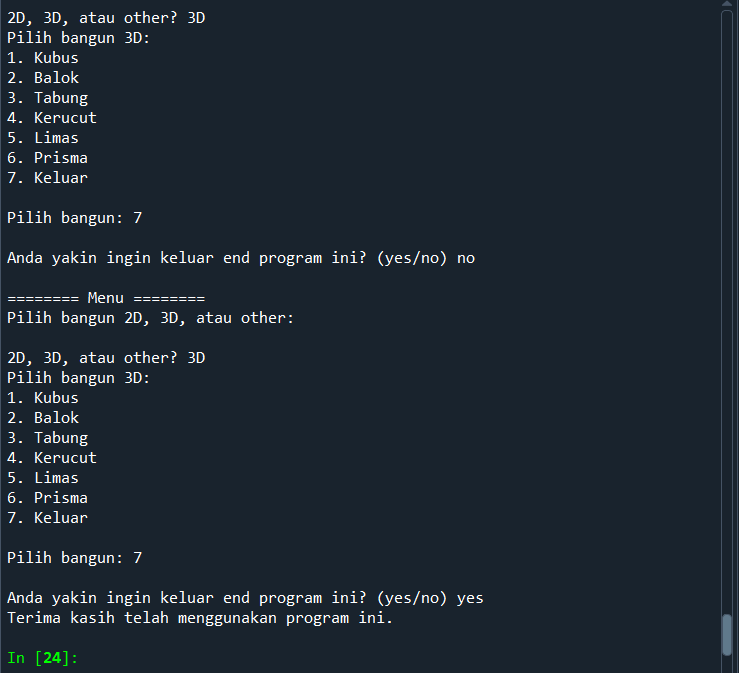 2D, 3D, atau other? 3D
Pilih bangun 3D:
1. Kubus
2. Balok
3. Tabung
4. Kerucut
5. Limas
6. Prisma
7. Keluar
Pilih bangun: 7
Anda yakin ingin keluar end program ini? (yes/no) no
======== Menu ========
Pilih bangun 2D, 3D, atau other:
2D, 3D, atau other? 3D
Pilih bangun 3D:
1. Kubus
2. Balok
3. Tabung
4. Kerucut
5. Limas
6. Prisma
7. Keluar
Pilih bangun: 7
Anda yakin ingin keluar end program ini? (yes/no) yes
Terima kasih telah menggunakan program ini.
In [24]: